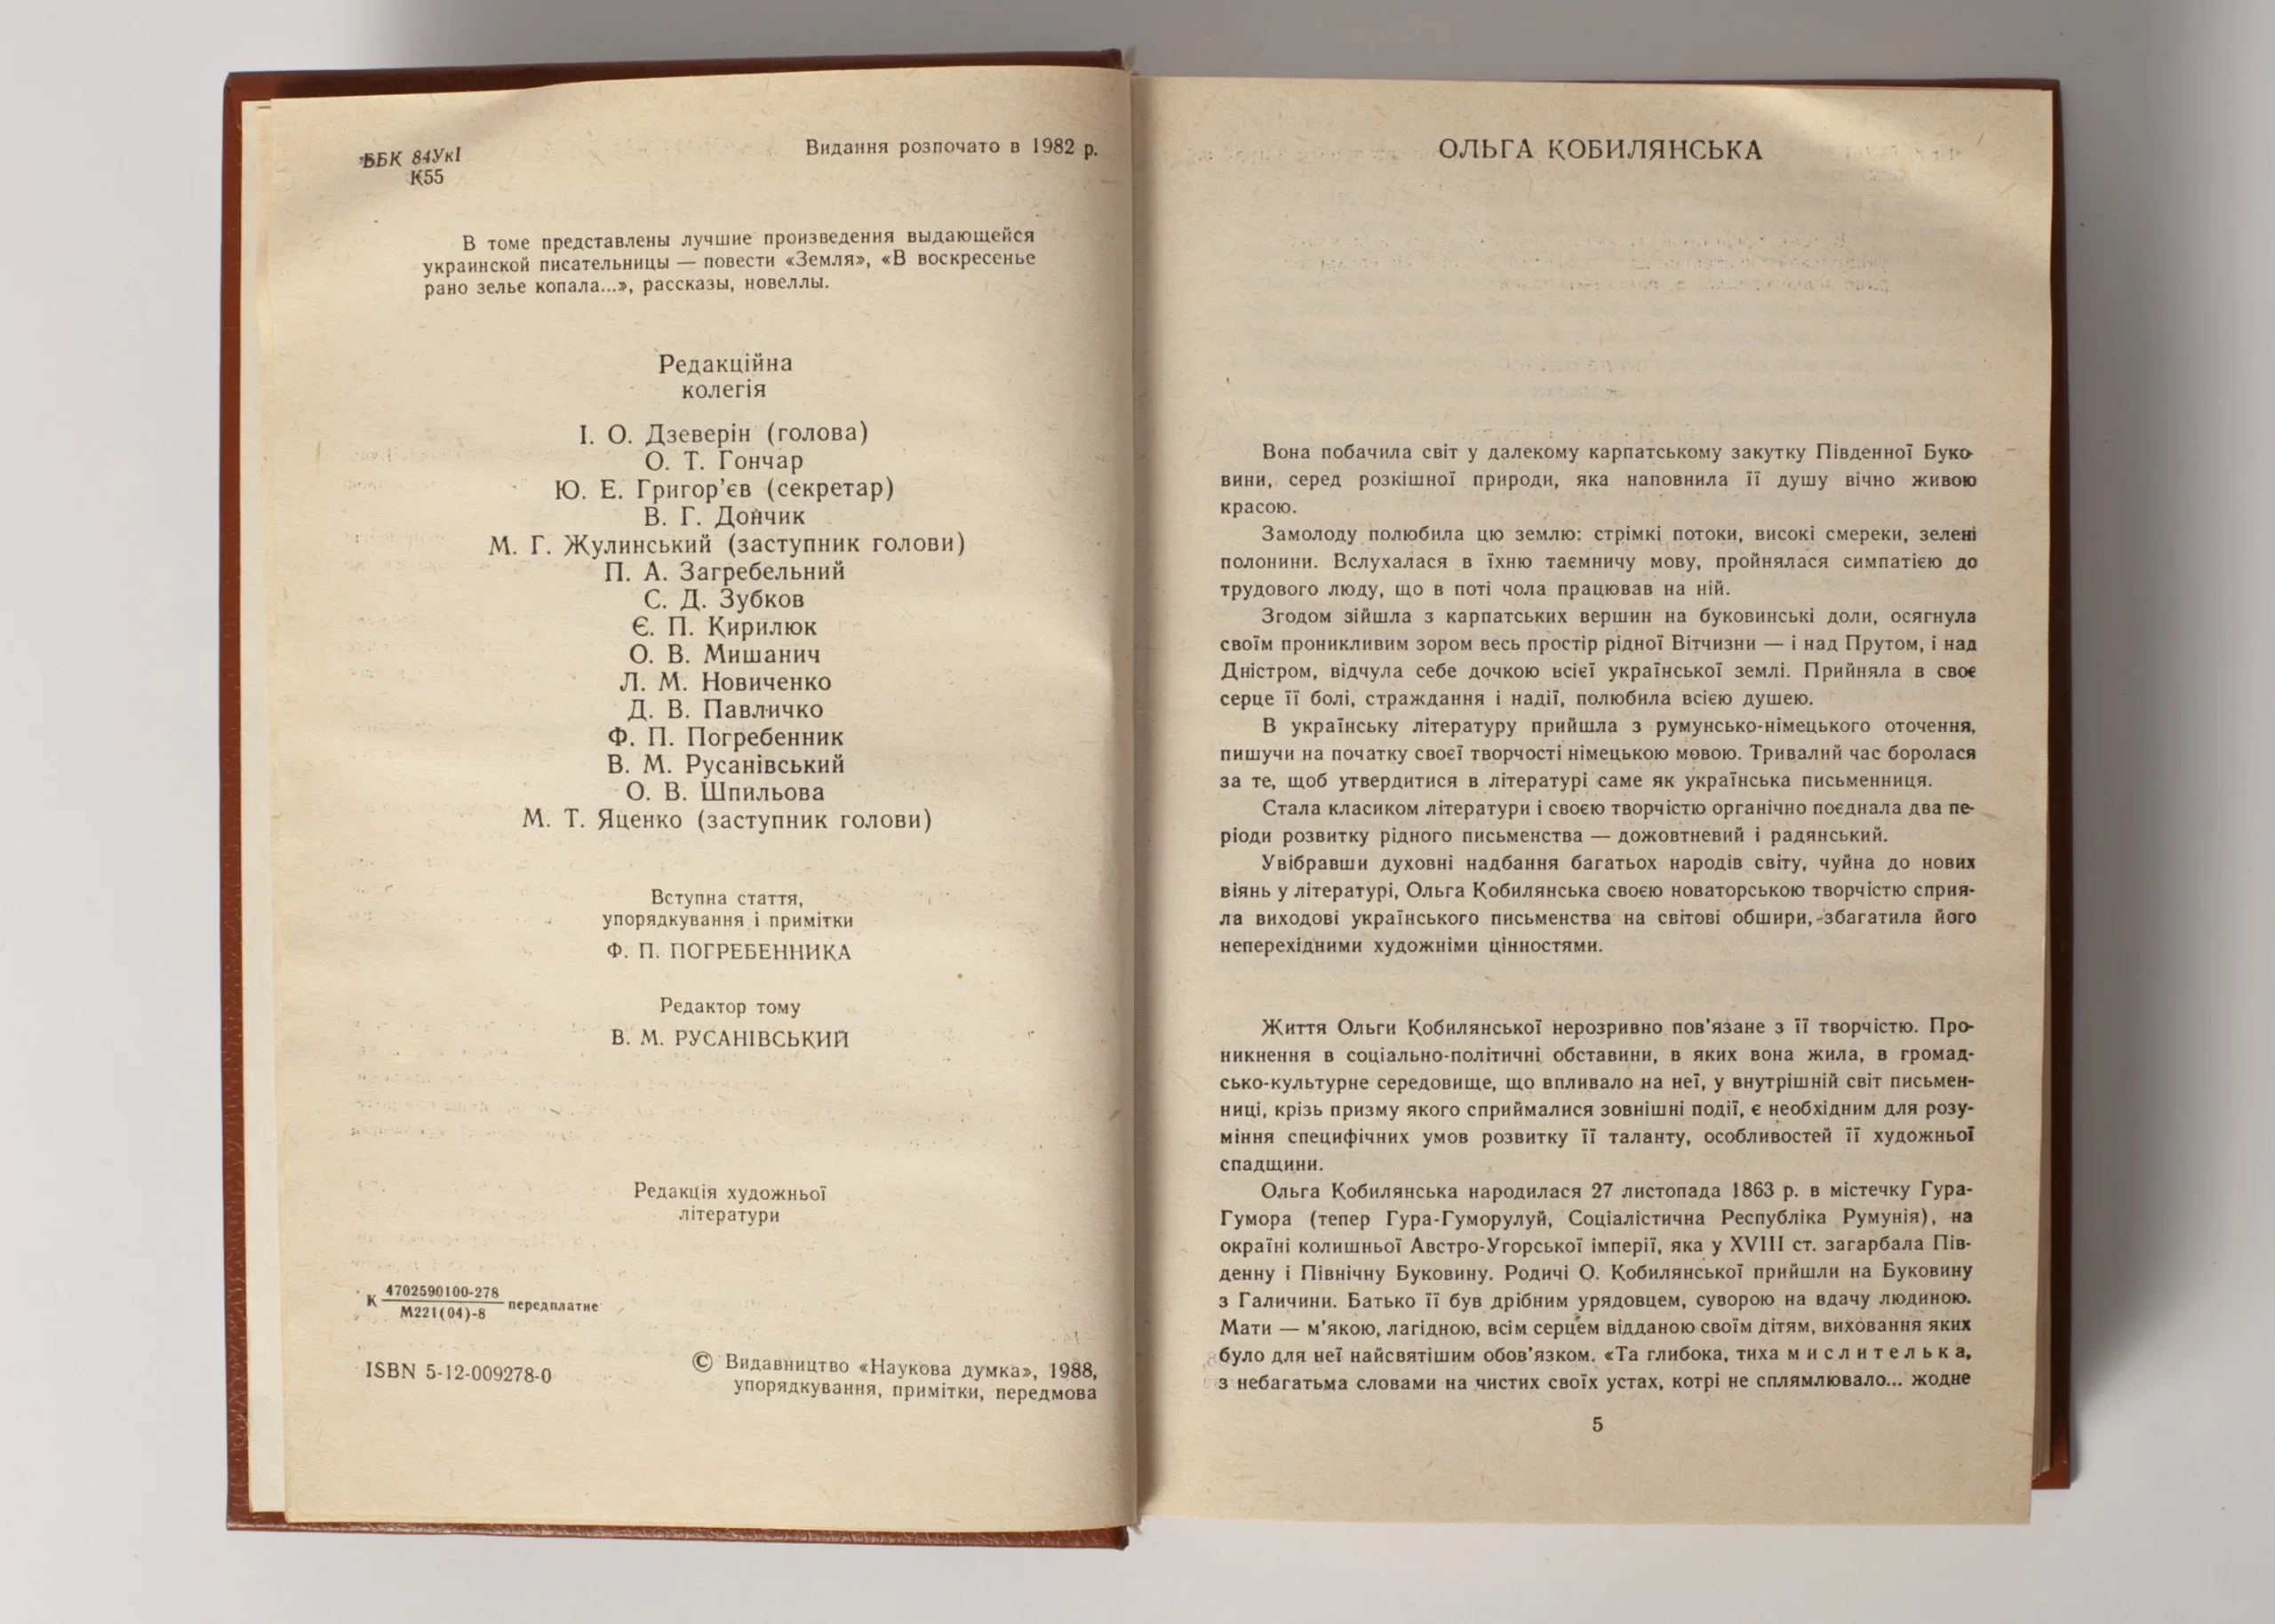 ББК 84УкІ
К55
Видання розпочато в 1982 р.
В томе представлены лучшие произведения выдающейся
украинской писательницы — повести «Земля», «В воскресенье
рано зелье копала...», рассказы, новеллы.
Редакційна
колегія
І. О. Дзеверін (голова)
О. Т. Гончар
Ю. Е. Григор’єв (секретар)
В. Г. Дончик
М. Г. Жулинський (заступник голови)
П. А. Загребельний
С. Д. Зубков
Є. П. Кирилюк
О. В. Мишанич
Л. М. Новиченко
Д. В. Павличко
Ф. П. Погребенник
В. М. Русанівський
О. В. Шпильова
М. Т. Яценко (заступник голови)
Вступна стаття,
упорядкування і примітки
Ф. П. ПОГРЕБЕННИКА
Редактор тому
В. М. РУСАНІВСЬКИЙ
Редакція художньої
літератури
К 4702590100-278
М221(04)-8 передплатне
ISBN 5-12-009278-0
© Видавництво «Наукова думка», 1988,
упорядкування, примітки, передмова
ОЛЬГА КОБИЛЯНСЬКА
Вона побачила світ у далекому карпатському закутку Південної Буко-
вини, серед розкішної природи, яка наповнила її душу вічно живою
красою.
Замолоду полюбила цю землю: стрімкі потоки, високі смереки, зелені
полонини. Вслухалася в їхню таємничу мову, пройнялася симпатією до
трудового люду, що в поті чола працював на ній.
Згодом зійшла з карпатських вершин на буковинські доли, осягнула
своїм проникливим зором весь простір рідної Вітчизни — і над Прутом, і над
Дністром, відчула себе дочкою всієї української землі. Прийняла в своє
серце її болі, страждання і надії, полюбила всією душею.
В українську літературу прийшла з румунсько-німецького оточення,
пишучи на початку своєї творчості німецькою мовою. Тривалий час боролася
за те, щоб утвердитися в літературі саме як українська письменниця.
Стала класиком літератури і своєю творчістю органічно поєднала два пе-
ріоди розвитку рідного письменства — дожовтневий і радянський.
Увібравши духовні надбання багатьох народів світу, чуйна до нових
віянь у літературі, Ольга Кобилянська своєю новаторською творчістю сприя-
ла виходові українського письменства на світові обшири, збагатила його
неперехідними художніми цінностями.
Життя Ольги Кобилянської нерозривно пов’язане з її творчістю. Про-
никнення в соціально-політичні обставини, в яких вона жила, в громад-
сько-культурне середовище, що впливало на неї, у внутрішній світ письмен-
ниці, крізь призму якого сприймалися зовнішні події, є необхідним для розу-
міння специфічних умов розвитку її таланту, особливостей її художньої
спадщини.
Ольга Кобилянська народилася 27 листопада 1863 р. в містечку Гура-
Гумора (тепер Гура-Гуморулуй, Соціалістична Республіка Румунія), на
окраїні колишньої Австро-Угорської імперії, яка у XVIII ст. загарбала Пів-
денну і Північну Буковину. Родичі О. Кобилянської прийшли на Буковину
з Галичини. Батько її був дрібним урядовцем, суворою на вдачу людиною.
Мати — м’якою, лагідною, всім серцем відданою своїм дітям, виховання яких
було для неї найсвятішим обов’язком. «Та глибока, тиха м и с л и т е л ь к а,
з небагатьма словами на чистих своїх устах, котрі не сплямлювало... жодне
5